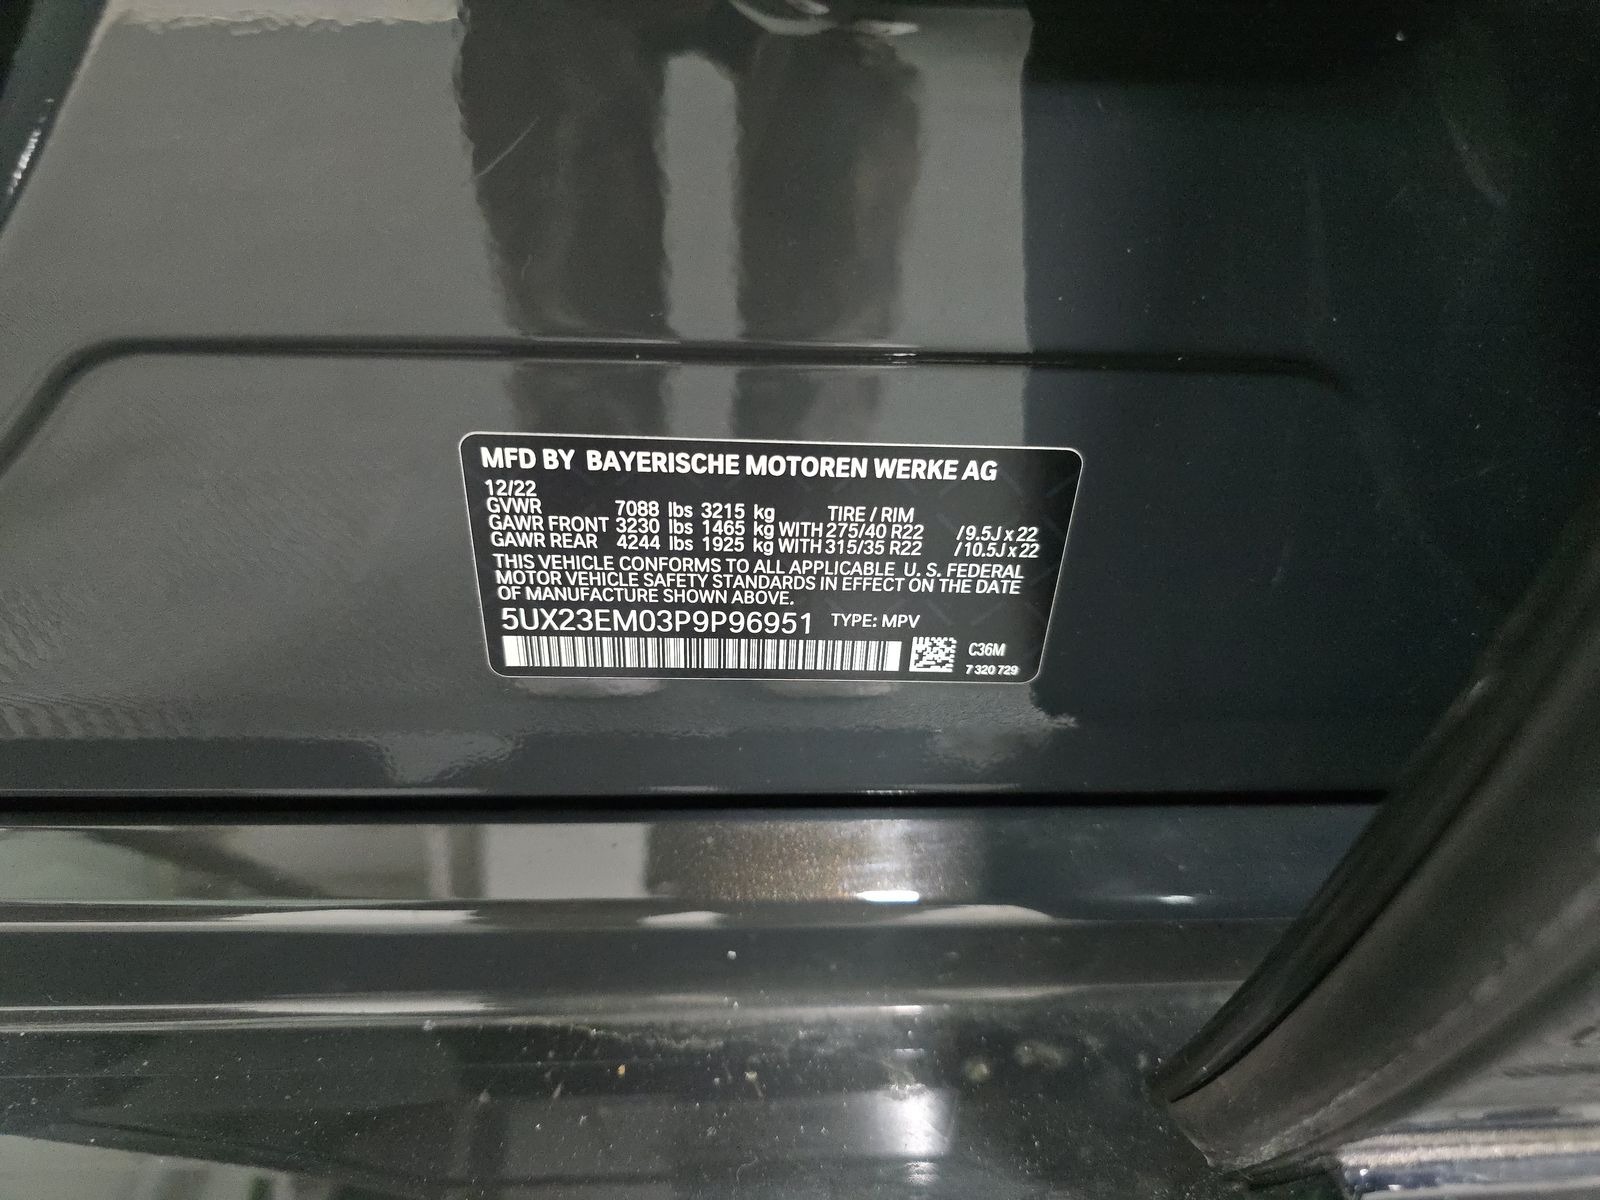 MFD BY BAYERISCHE MOTOREN WERKE AG
12/22
GVWR 7088 lbs 3215 kg TIRE / RIM
GAWR FRONT 3230 lbs 1465 kg WITH 275/40 R22 /9.5J x 22
GAWR REAR 4244 lbs 1925 kg WITH 315/35 R22 /10.5J x 22
THIS VEHICLE CONFORMS TO ALL APPLICABLE U. S. FEDERAL
MOTOR VEHICLE SAFETY STANDARDS IN EFFECT ON THE DATE
OF MANUFACTURE SHOWN ABOVE.
5UX23EM03P9P96951 TYPE: MPV
C36M
7 320 729